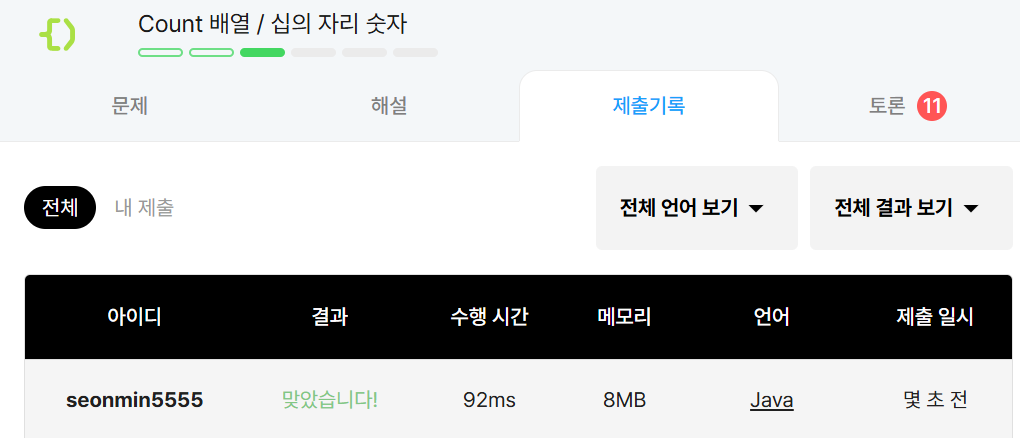 Count 배열 / 십의 자리 숫자
문제 해설 제출기록 토론 11
전체 내 제출 전체 언어 보기 전체 결과 보기
아이디 결과 수행 시간 메모리 언어 제출 일시
seonmin5555 맞았습니다! 92ms 8MB Java 몇 초 전